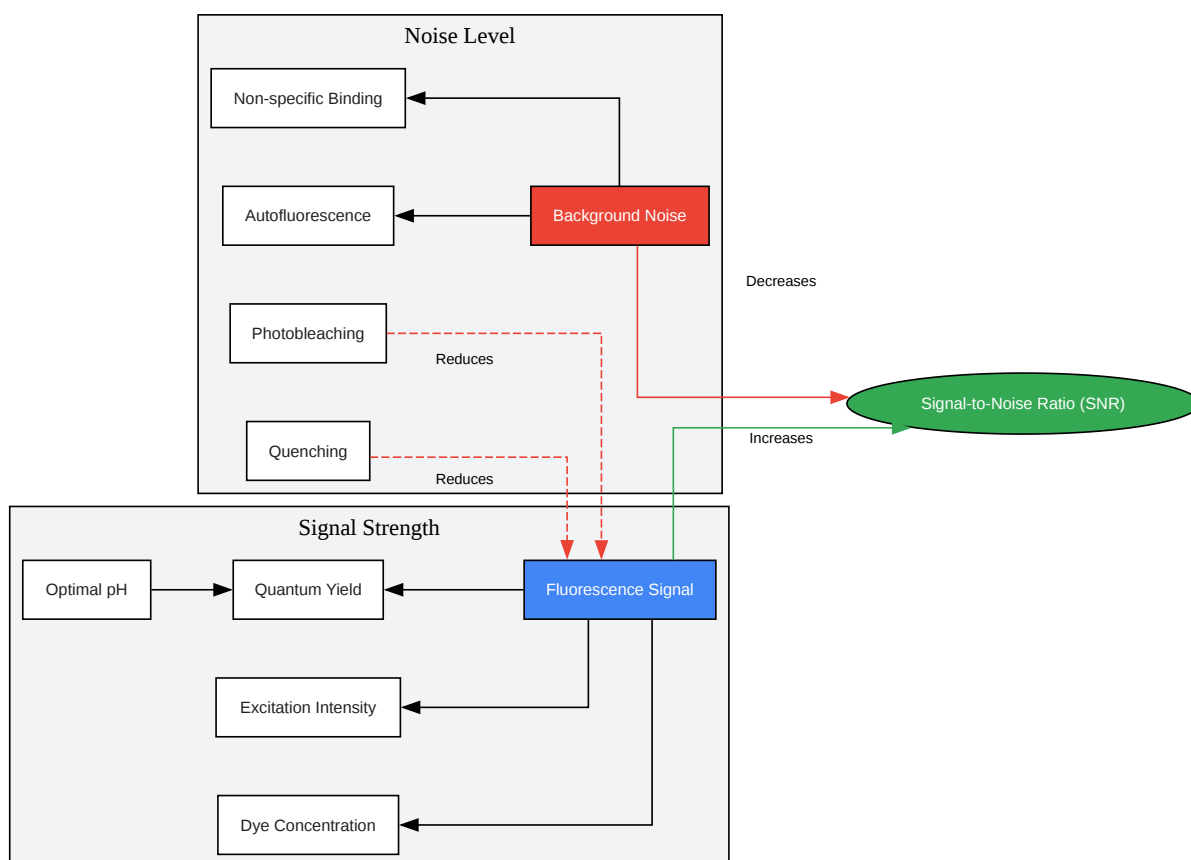 Noise Level
Non-specific Binding
Autofluorescence
Background Noise
Decreases
Photobleaching
Reduces
Signal-to-Noise Ratio (SNR)
Increases
Quenching
Reduces
Signal Strength
Optimal pH
Quantum Yield
Fluorescence Signal
Excitation Intensity
Dye Concentration